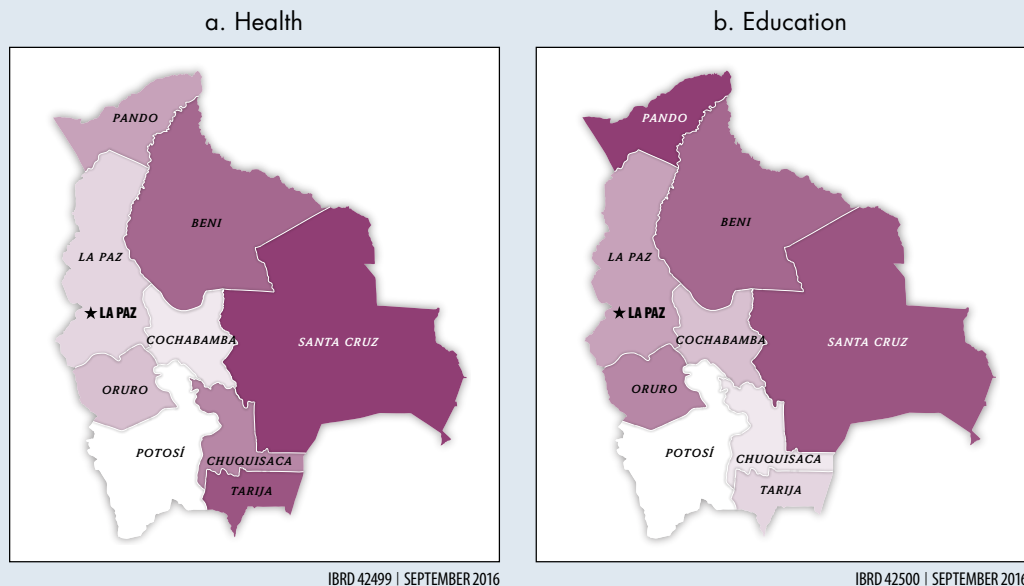 a. Health
PANDO
BENI
LA PAZ
★ LA PAZ
COCHABAMBA
SANTA CRUZ
ORURO
POTOSÍ
CHUQUISACA
TARIJA
IBRD 42499 | SEPTEMBER 2016
b. Education
PANDO
BENI
LA PAZ
★ LA PAZ
COCHABAMBA
SANTA CRUZ
ORURO
POTOSÍ
CHUQUISACA
TARIJA
IBRD 42500 | SEPTEMBER 2016